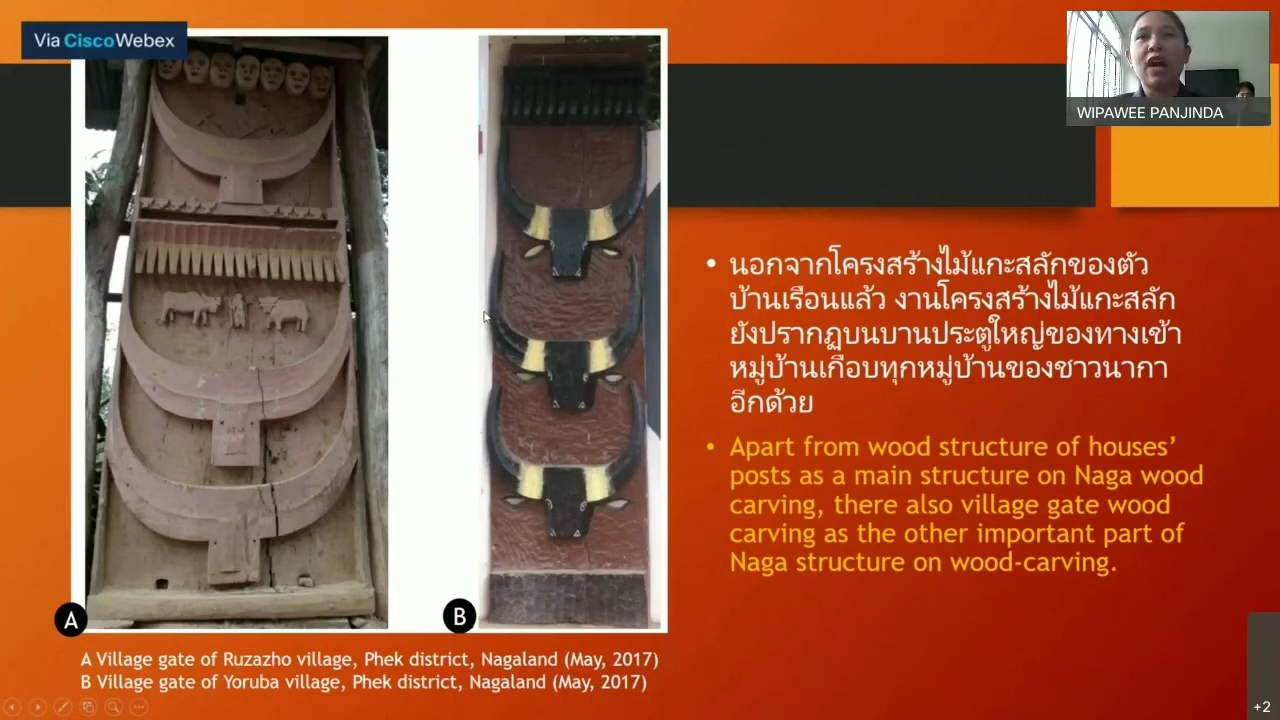 Via Cisco Webex
WIPAWEE PANJINDA
• นอกจากโครงสร้างไม้แกะสลักของตัว
บ้านเรือนแล้ว งานโครงสร้างไม้แกะสลัก
ยังปรากฏบนบานประตูใหญ่ของทางเข้า
หมู่บ้านเกือบทุกหมู่บ้านของชาวนากา
อีกด้วย
• Apart from wood structure of houses’
posts as a main structure on Naga wood
carving, there also village gate wood
carving as the other important part of
Naga structure on wood-carving.
A
B
A Village gate of Ruzazho village, Phek district, Nagaland (May, 2017)
B Village gate of Yoruba village, Phek district, Nagaland (May, 2017)
+2